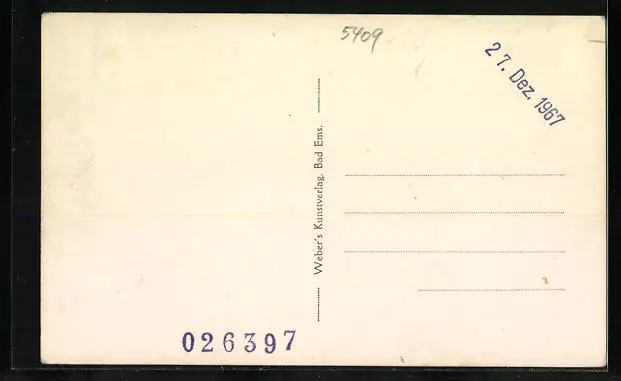 5409
27. Dez. 1967
Weber's Kunstverlag, Bad Ems.
026397